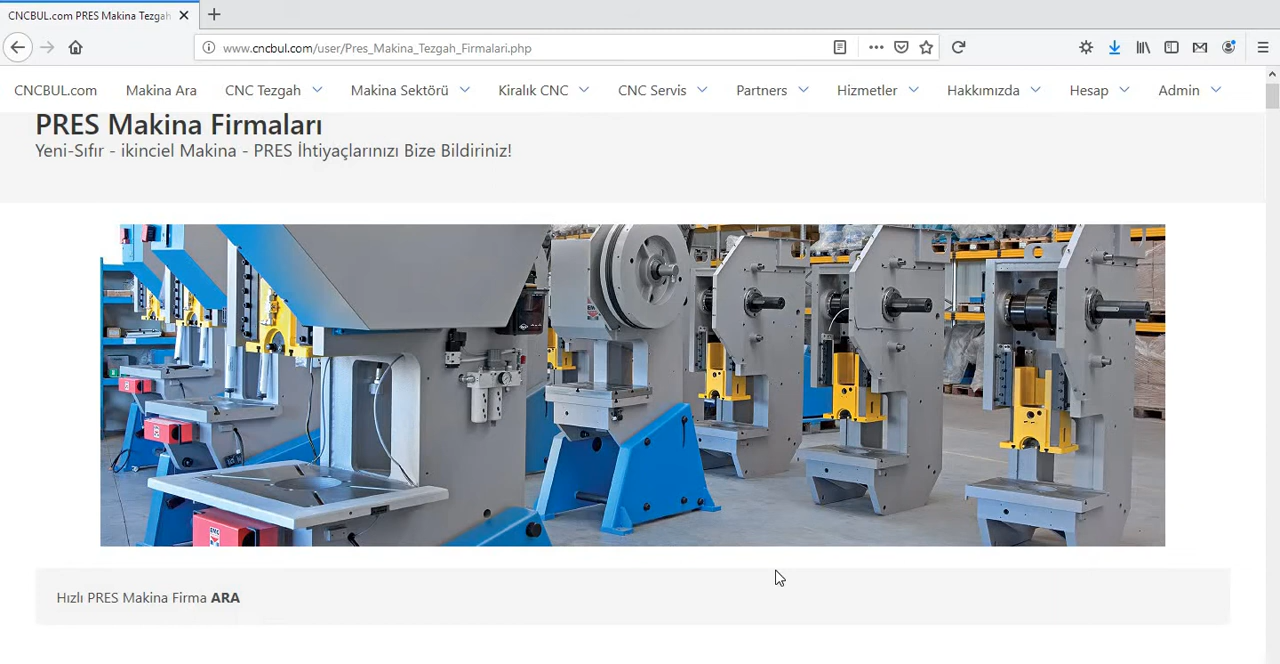 CNCBUL.com PRES Makina Tezgah
www.cncbul.com/user/Pres_Makina_Tezgah_Firmalari.php
CNCBUL.com Makina Ara CNC Tezgah Makina Sektörü Kiralık CNC CNC Servis Partners Hizmetler Hakkımızda Hesap Admin
PRES Makina Firmaları
Yeni-Sıfır - ikinciel Makina - PRES İhtiyaçlarınızı Bize Bildiriniz!
Hızlı PRES Makina Firma ARA